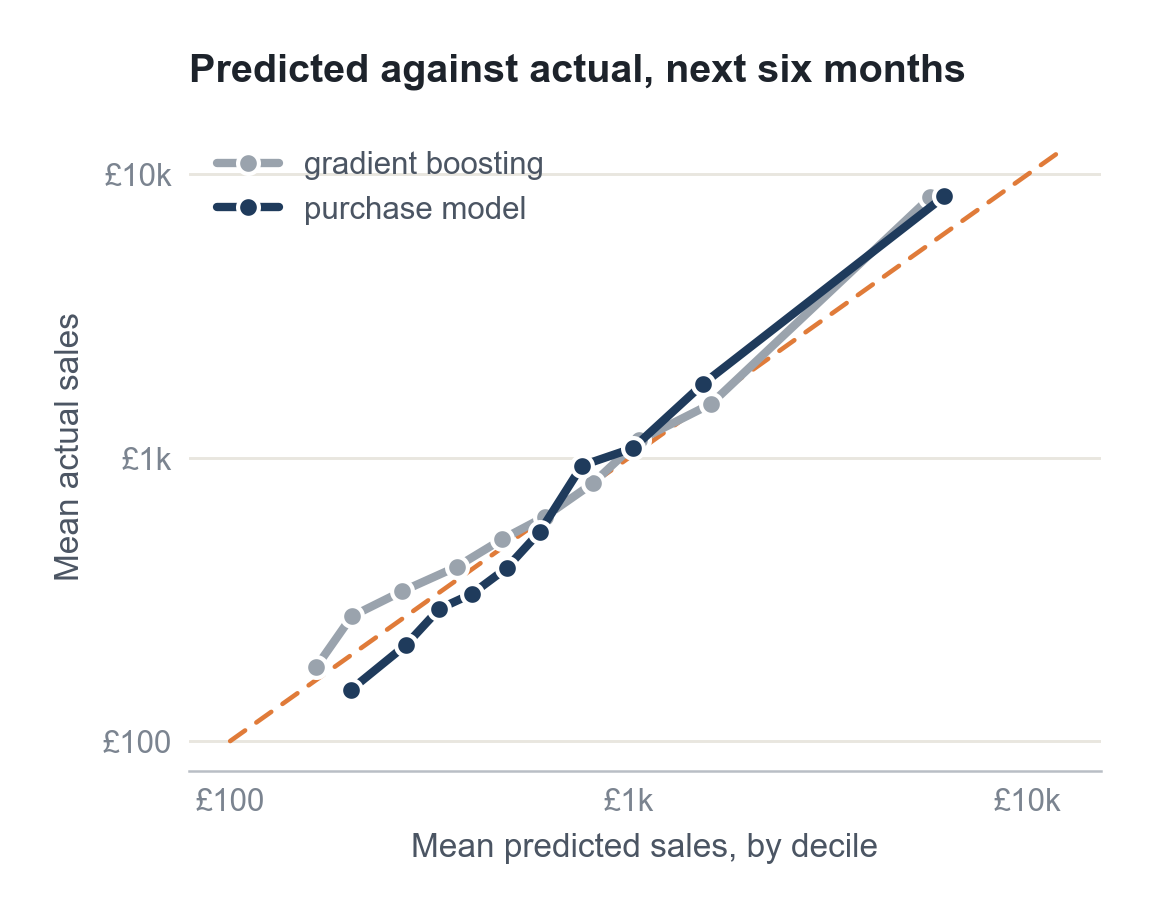 Predicted against actual, next six months
gradient boosting
purchase model
£10k
£1k
£100
Mean actual sales
£100
£1k
£10k
Mean predicted sales, by decile